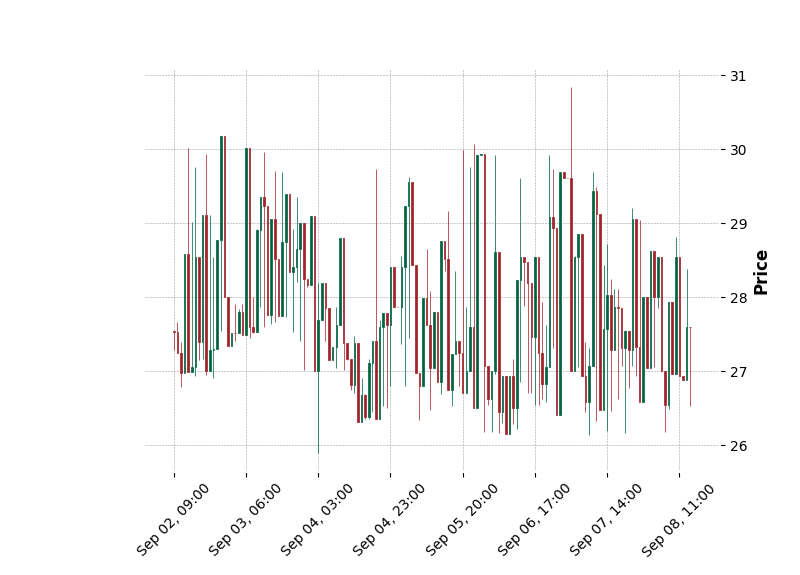 31
30
29
28
27
26
Price
Sep 02, 09:00
Sep 03, 06:00
Sep 04, 03:00
Sep 04, 23:00
Sep 05, 20:00
Sep 06, 17:00
Sep 07, 14:00
Sep 08, 11:00